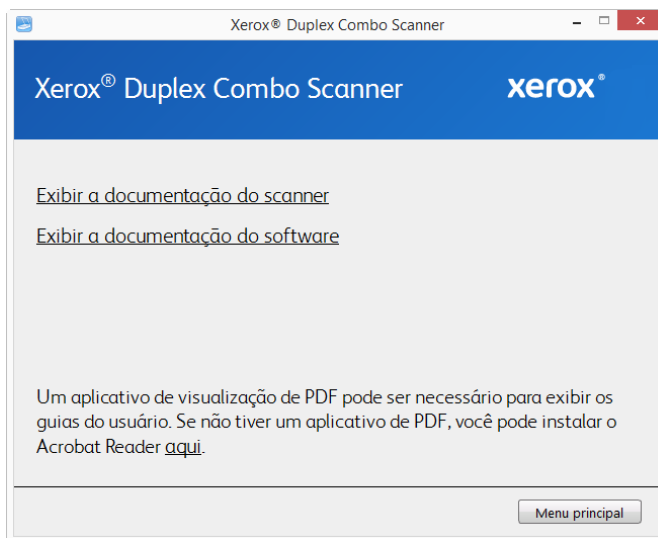 Xerox® Duplex Combo Scanner
Xerox® Duplex Combo Scanner
xerox®
Exibir a documentação do scanner
Exibir a documentação do software
Um aplicativo de visualização de PDF pode ser necessário para exibir os
guias do usuário. Se não tiver um aplicativo de PDF, você pode instalar o
Acrobat Reader aqui.
Menu principal